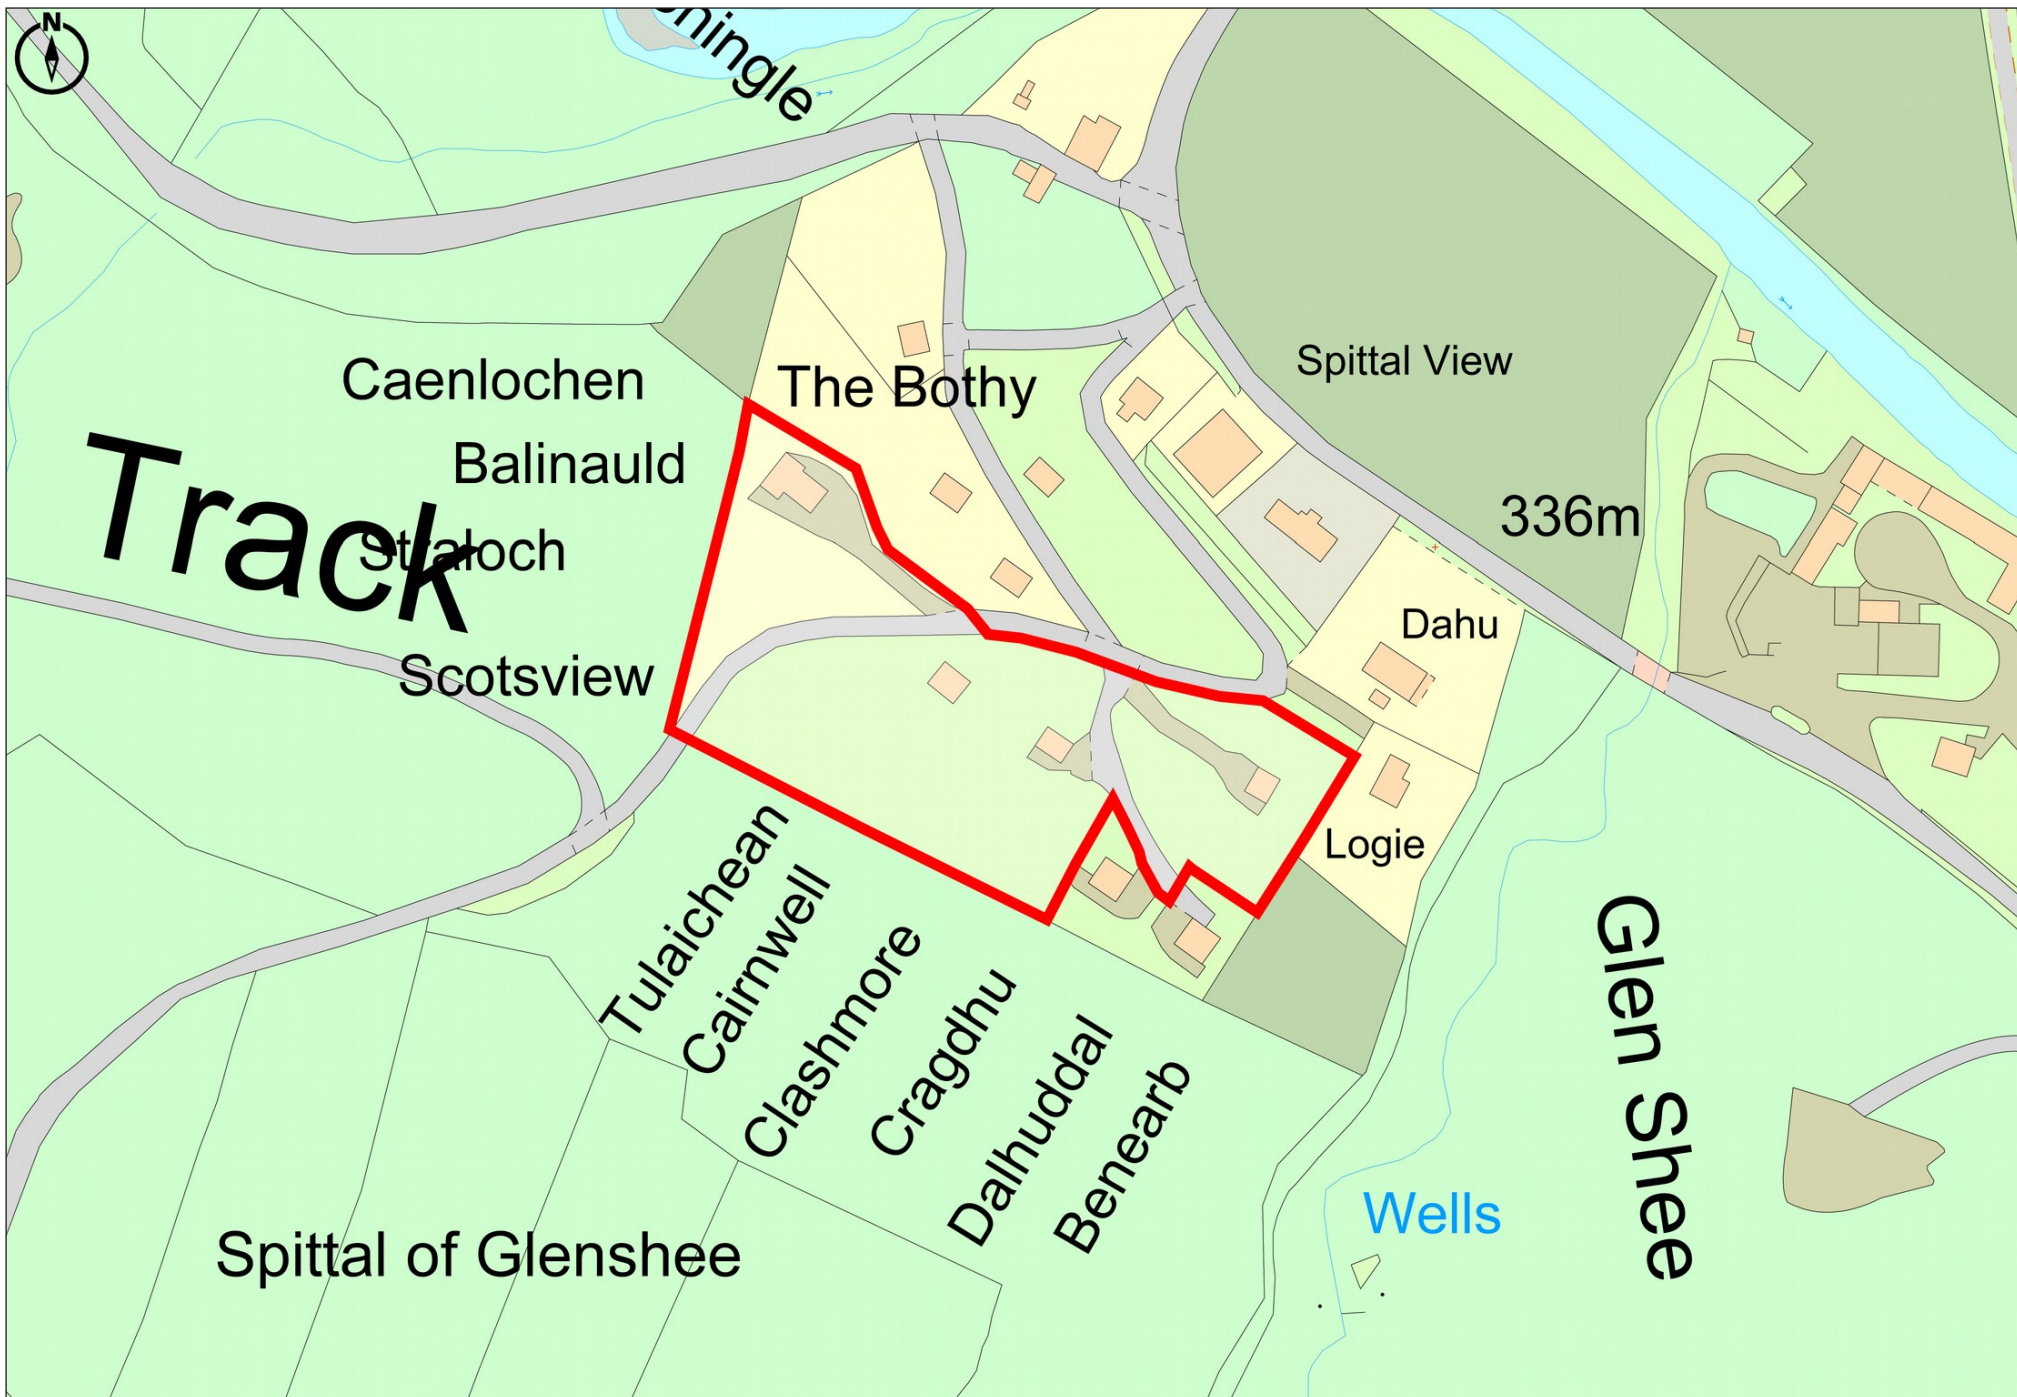 N
The Bothy
Caenlochen
Balinauld
Track
Straloch
Scotsview
Spittal View
336m
Dahu
Logie
Tulaichean
Cairnwell
Clashmore
Cragdhu
Dalhuddal
Benearb
Glen Shee
Wells
Spittal of Glenshee